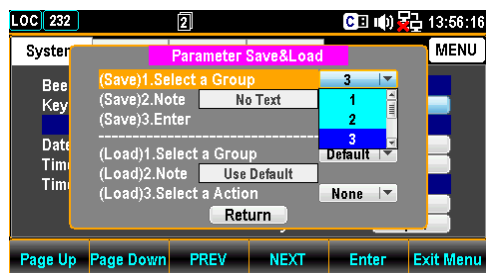 LOC 232 2 C 13:56:16
System MENU
Parameter Save&Load
(Save)1.Select a Group 3
(Save)2.Note No Text
(Save)3.Enter
1
2
3
(Load)1.Select a Group Default
(Load)2.Note Use Default
(Load)3.Select a Action None
Return
Bee
Key
Date
Tim
Tim
Page Up Page Down PREV NEXT Enter Exit Menu